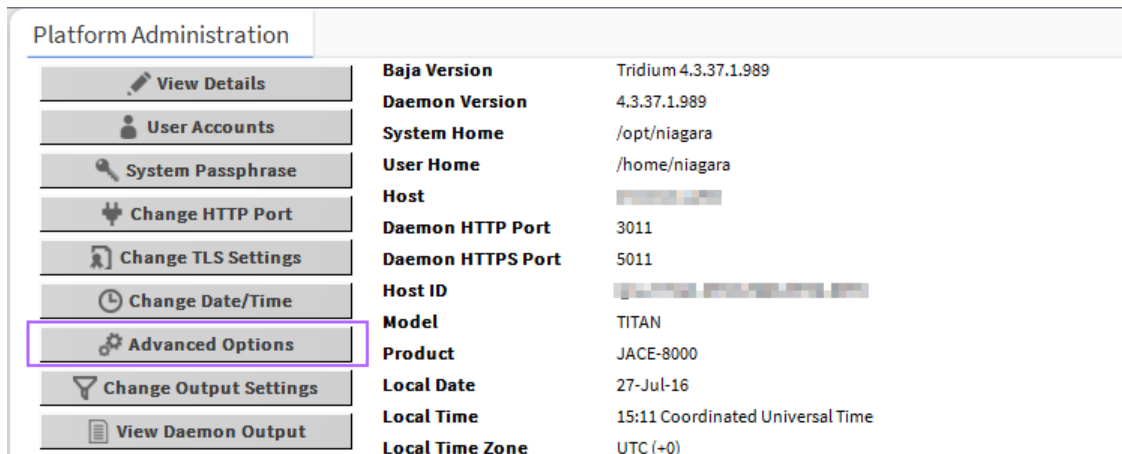 Platform Administration
View Details
User Accounts
System Passphrase
Change HTTP Port
Change TLS Settings
Change Date/Time
Advanced Options
Change Output Settings
View Daemon Output
Baja Version Tridium 4.3.37.1.989
Daemon Version 4.3.37.1.989
System Home /opt/niagara
User Home /home/niagara
Host
Daemon HTTP Port 3011
Daemon HTTPS Port 5011
Host ID
Model TITAN
Product JACE-8000
Local Date 27-Jul-16
Local Time 15:11 Coordinated Universal Time
Local Time Zone UTC (+0)